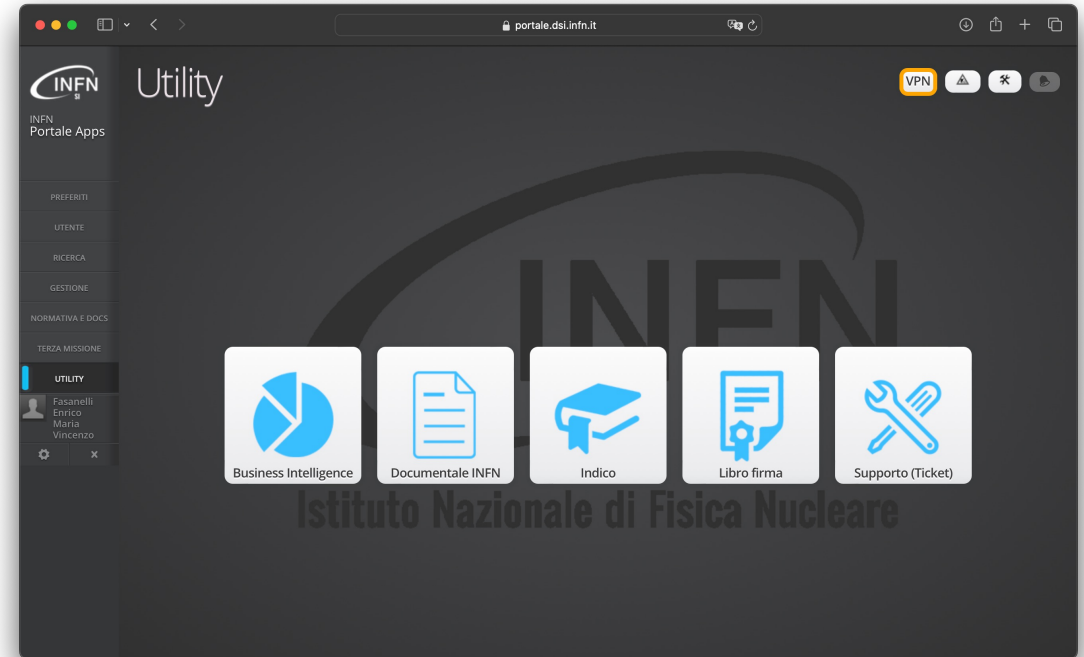 portale.dsi.infn.it
INFN
SI
INFN
Portale Apps
Utility
VPN
PREFERITI
UTENTE
RICERCA
GESTIONE
NORMATIVA E DOCS
TERZA MISSIONE
UTILITY
Fasanelli
Enrico
Maria
Vincenzo
INFN
Business Intelligence
Documentale INFN
Indico
Libro firma
Supporto (Ticket)
Istituto Nazionale di Fisica Nucleare